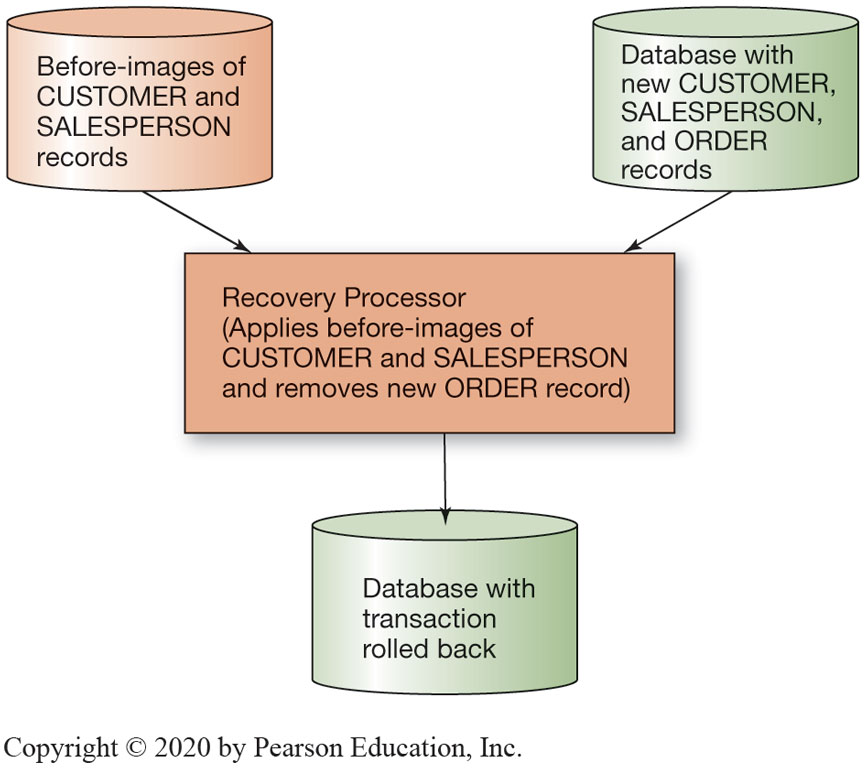 Before-images of
CUSTOMER and
SALESPERSON
records
Database with
new CUSTOMER,
SALESPERSON,
and ORDER
records
Recovery Processor
(Applies before-images of
CUSTOMER and SALESPERSON
and removes new ORDER record)
Database with
transaction
rolled back
Copyright © 2020 by Pearson Education, Inc.